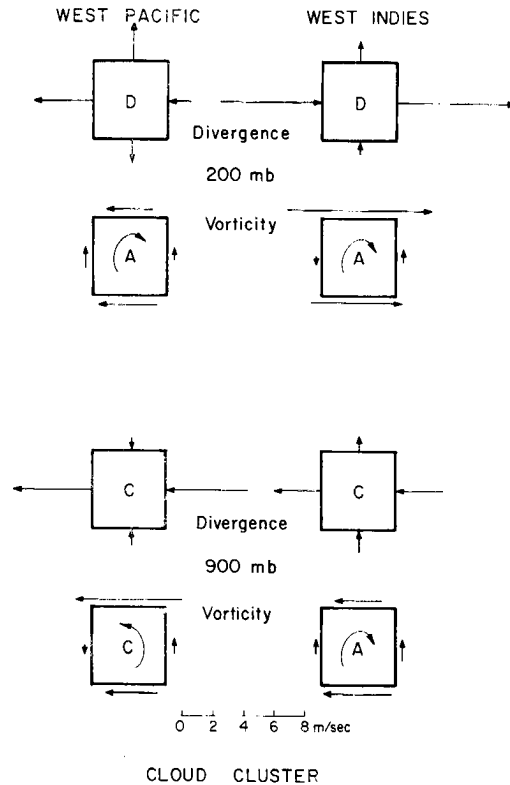 WEST PACIFIC WEST INDIES
D D
Divergence
200 mb
Vorticity
A A
C C
Divergence
900 mb
Vorticity
C A
0 2 4 6 8 m/sec
CLOUD CLUSTER